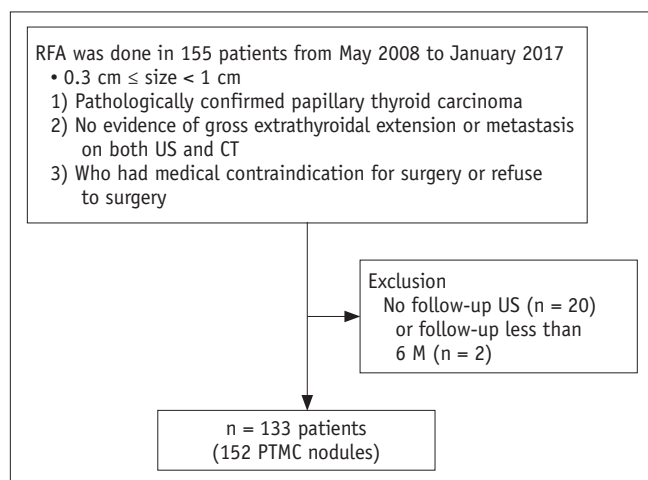 RFA was done in 155 patients from May 2008 to January 2017
• 0.3 cm ≤ size < 1 cm
1) Pathologically confirmed papillary thyroid carcinoma
2) No evidence of gross extrathyroidal extension or metastasis
on both US and CT
3) Who had medical contraindication for surgery or refuse
to surgery
Exclusion
No follow-up US (n = 20)
or follow-up less than
6 M (n = 2)
n = 133 patients
(152 PTMC nodules)